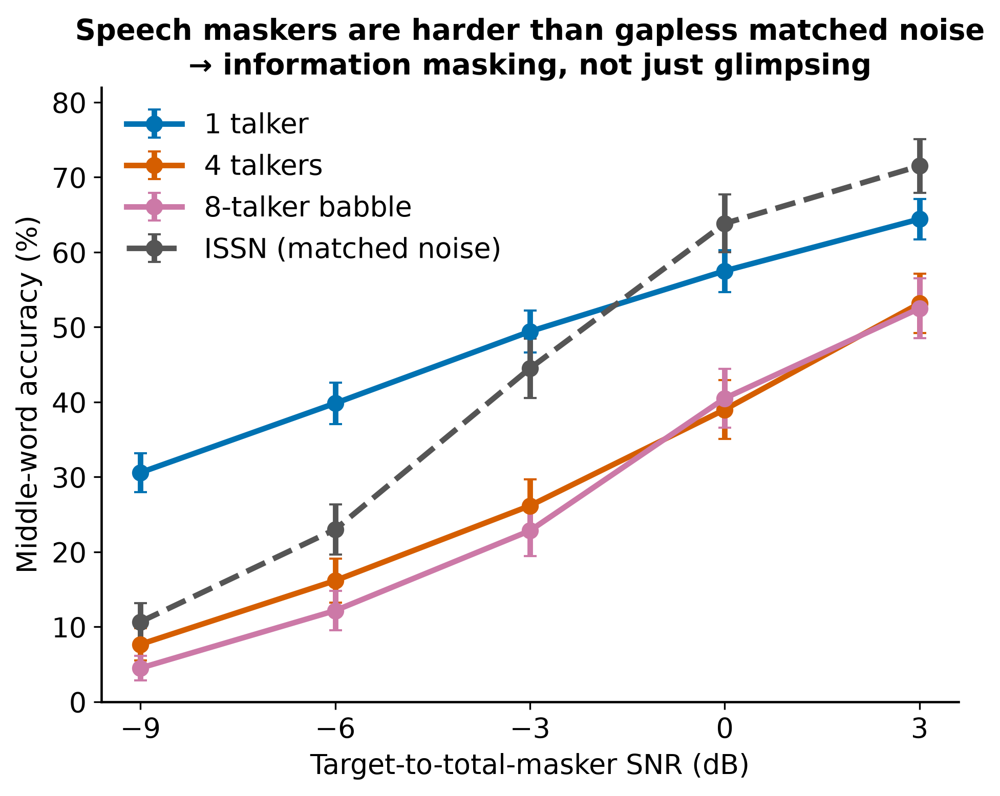 Speech maskers are harder than gapless matched noise
→ information masking, not just glimpsing
80
70
60
50
40
30
20
10
0
Middle-word accuracy (%)
1 talker
4 talkers
8-talker babble
ISSN (matched noise)
−9
−6
−3
0
3
Target-to-total-masker SNR (dB)